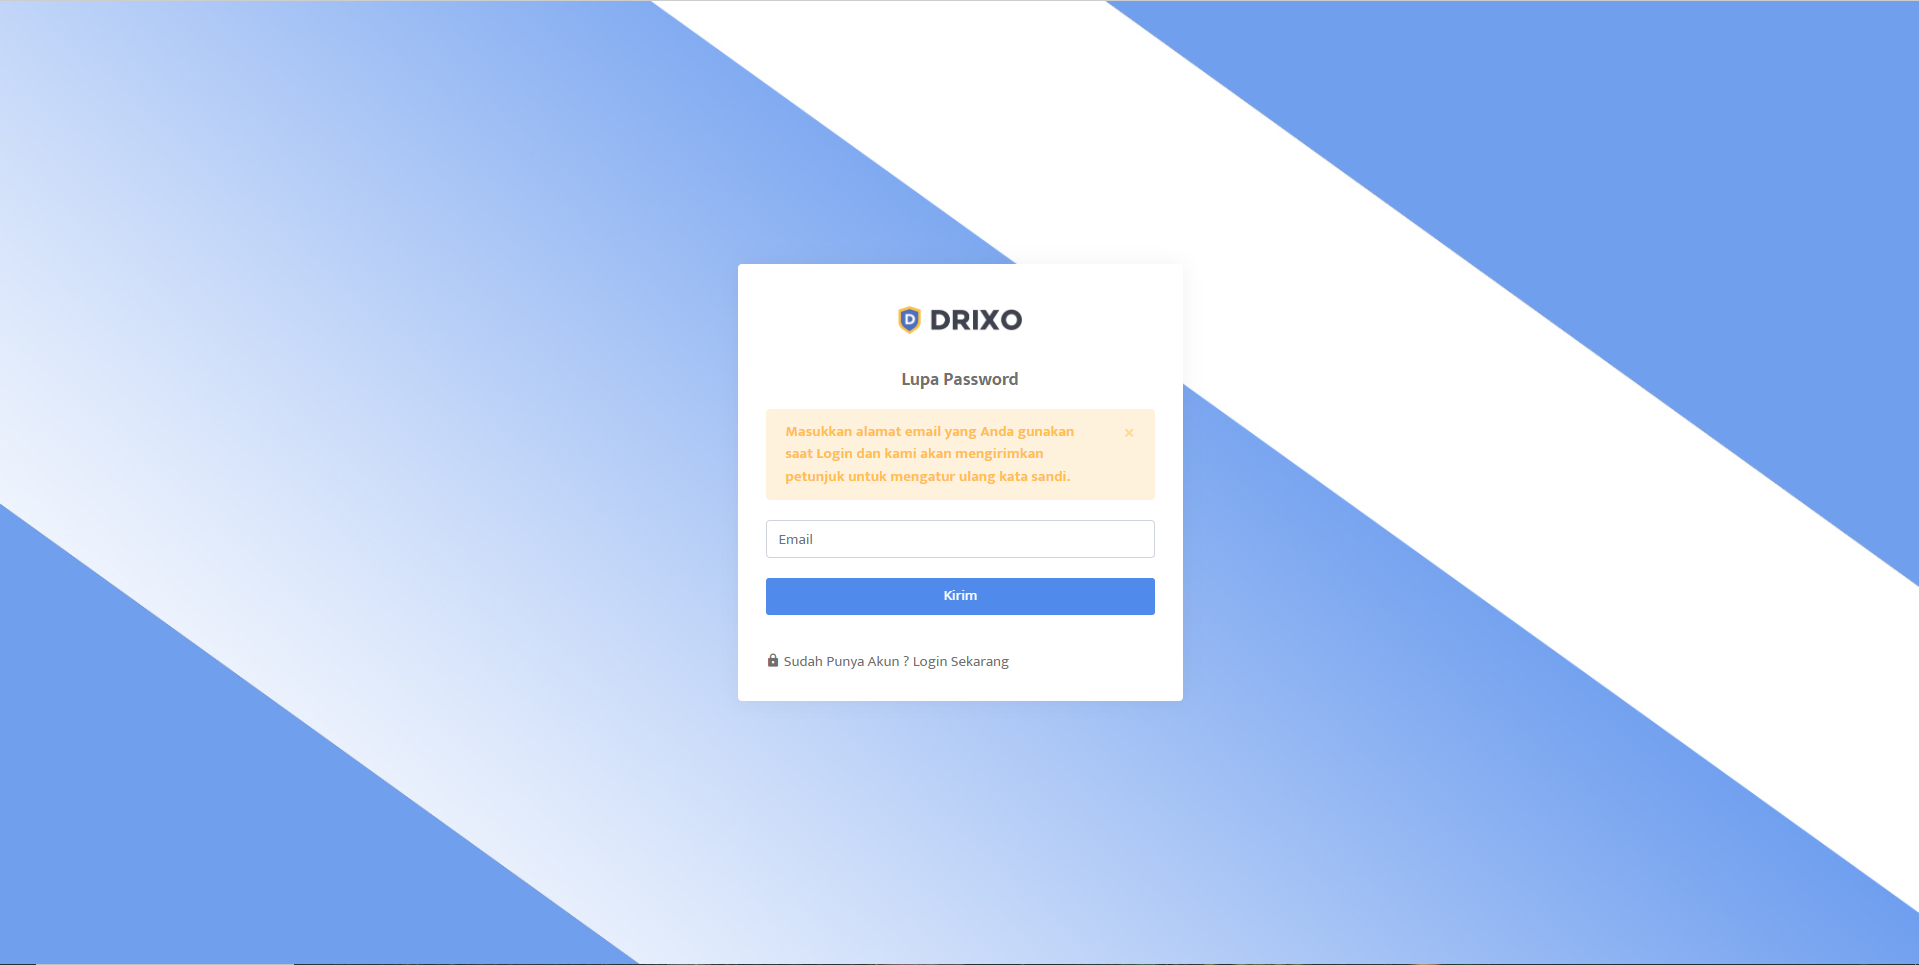 DRIXO
Lupa Password
Masukkan alamat email yang Anda gunakan
saat Login dan kami akan mengirimkan
petunjuk untuk mengatur ulang kata sandi.
×
Email
Kirim
Sudah Punya Akun ? Login Sekarang